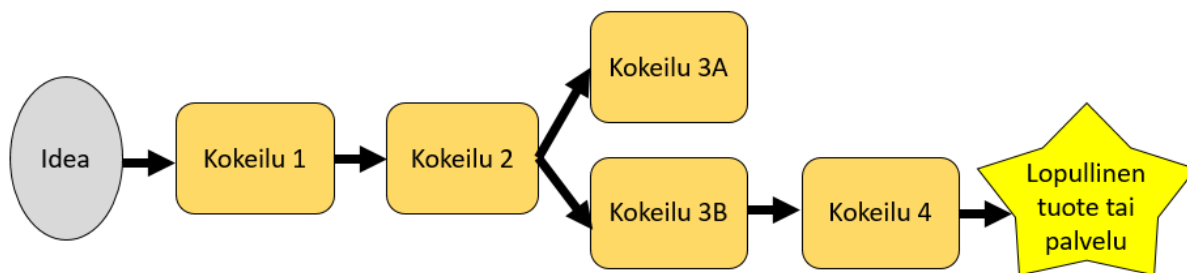 Idea
Kokeilu 1
Kokeilu 2
Kokeilu 3A
Kokeilu 3B
Kokeilu 4
Lopullinen
tuote tai
palvelu